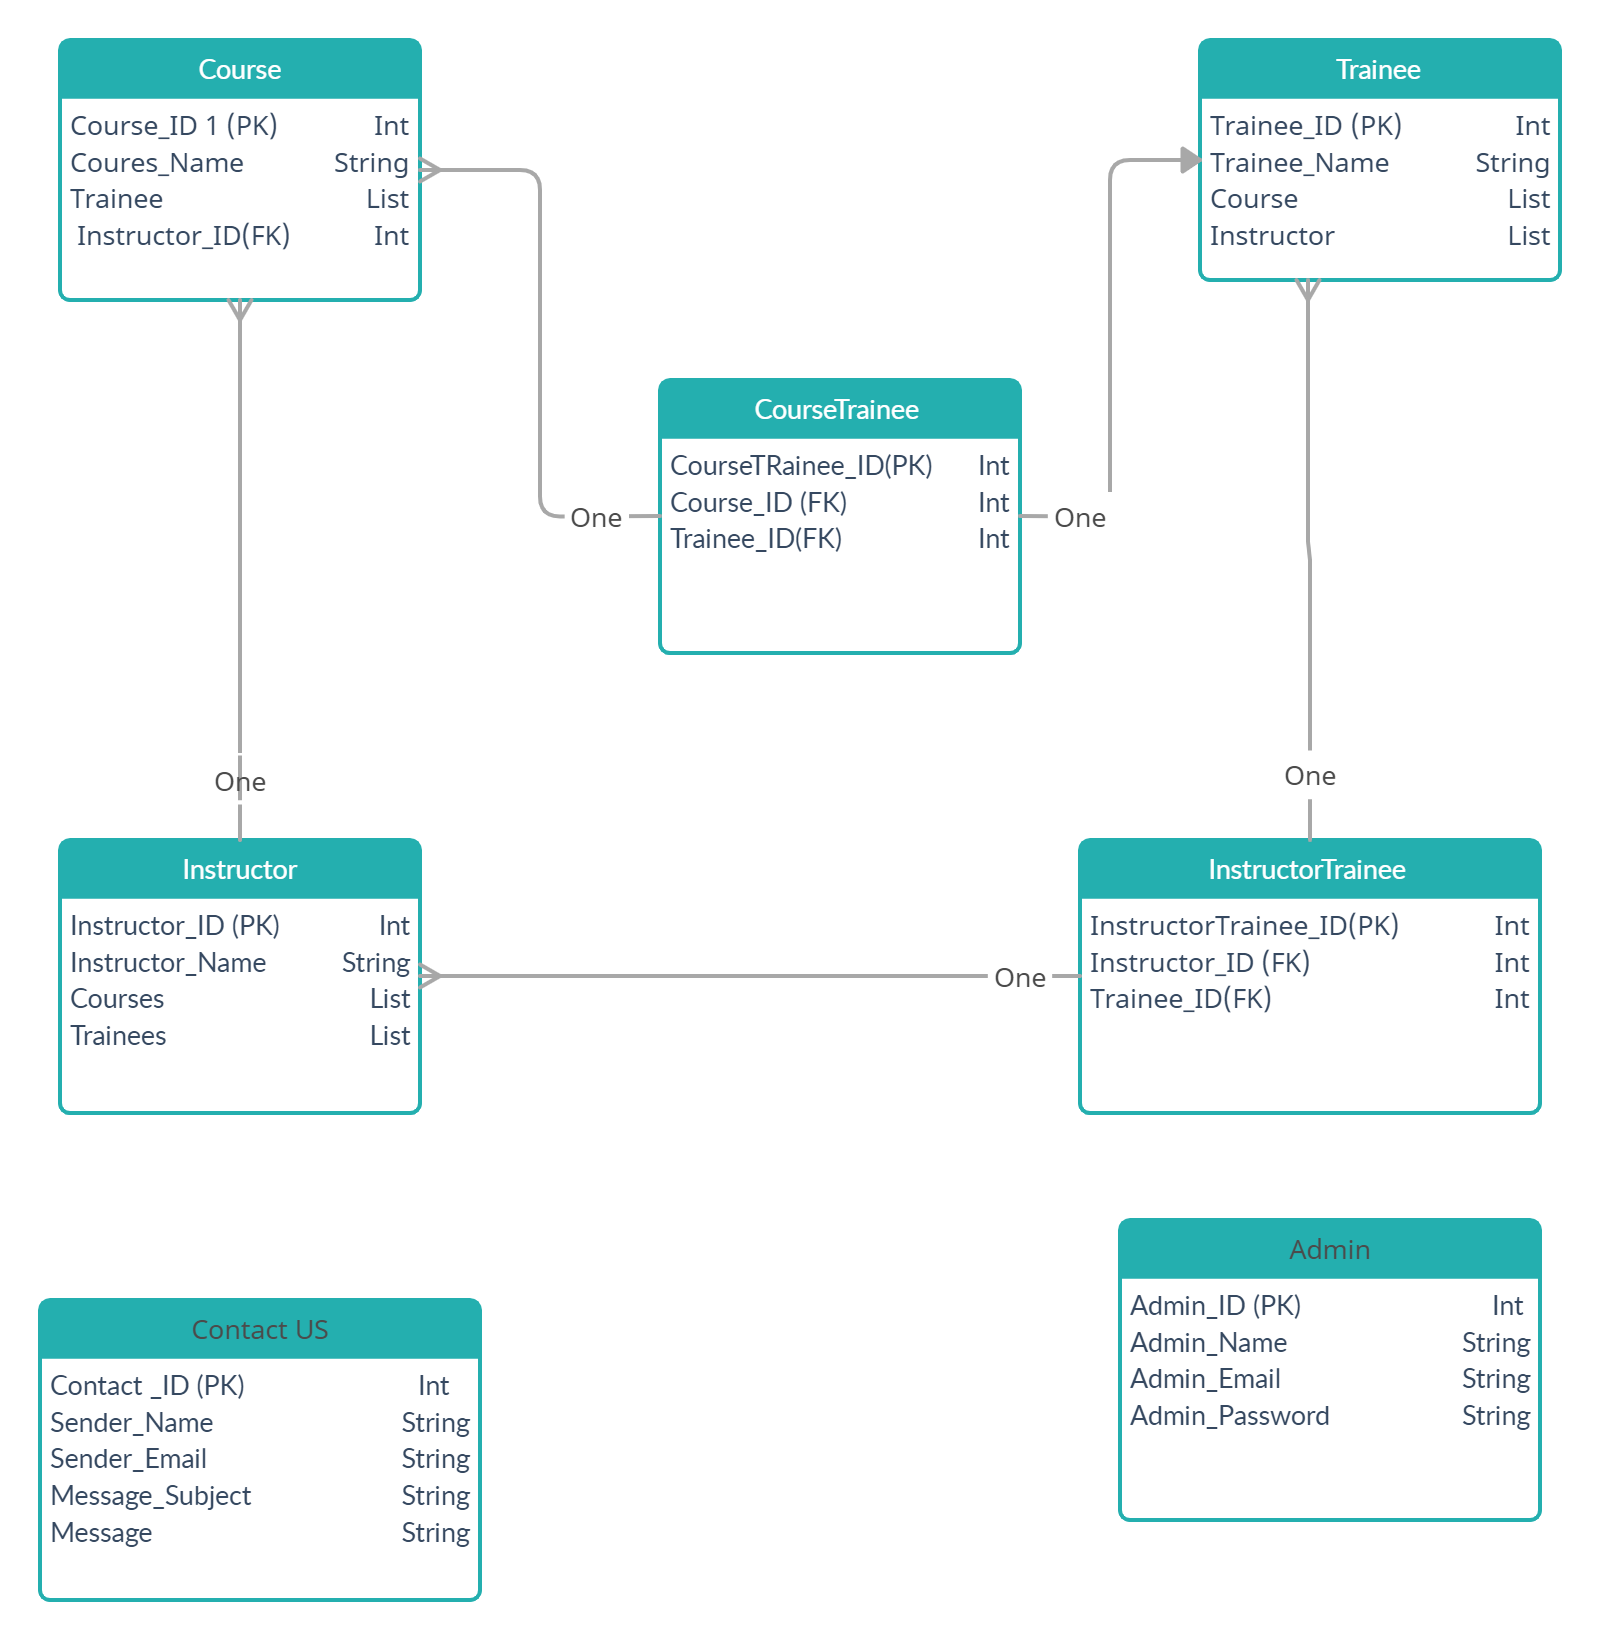 Course
Course_ID 1 (PK) Int
Coures_Name String
Trainee List
Instructor_ID(FK) Int
Trainee
Trainee_ID (PK) Int
Trainee_Name String
Course List
Instructor List
CourseTrainee
CourseTRainee_ID(PK) Int
Course_ID (FK) Int
Trainee_ID(FK) Int
One
One
One
One
Instructor
Instructor_ID (PK) Int
Instructor_Name String
Courses List
Trainees List
One
InstructorTrainee
InstructorTrainee_ID(PK) Int
Instructor_ID (FK) Int
Trainee_ID(FK) Int
Admin
Admin_ID (PK) Int
Admin_Name String
Admin_Email String
Admin_Password String
Contact US
Contact _ID (PK) Int
Sender_Name String
Sender_Email String
Message_Subject String
Message String